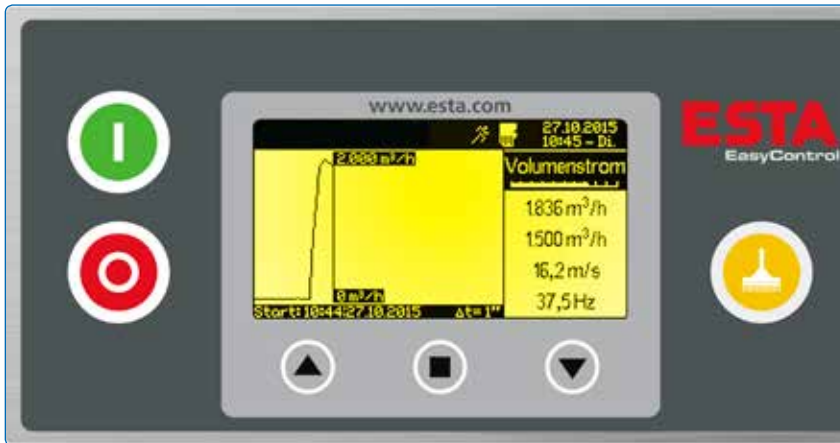 www.esta.com
27.10.2015
10:45 - Di.
2.000 m³/h
Volumenstrom
1.836 m³/h
1.500 m³/h
16,2 m/s
37,5 Hz
0 m³/h
Start: 10:44|27.10.2015 Δt= 1"
ESTA
EasyControl